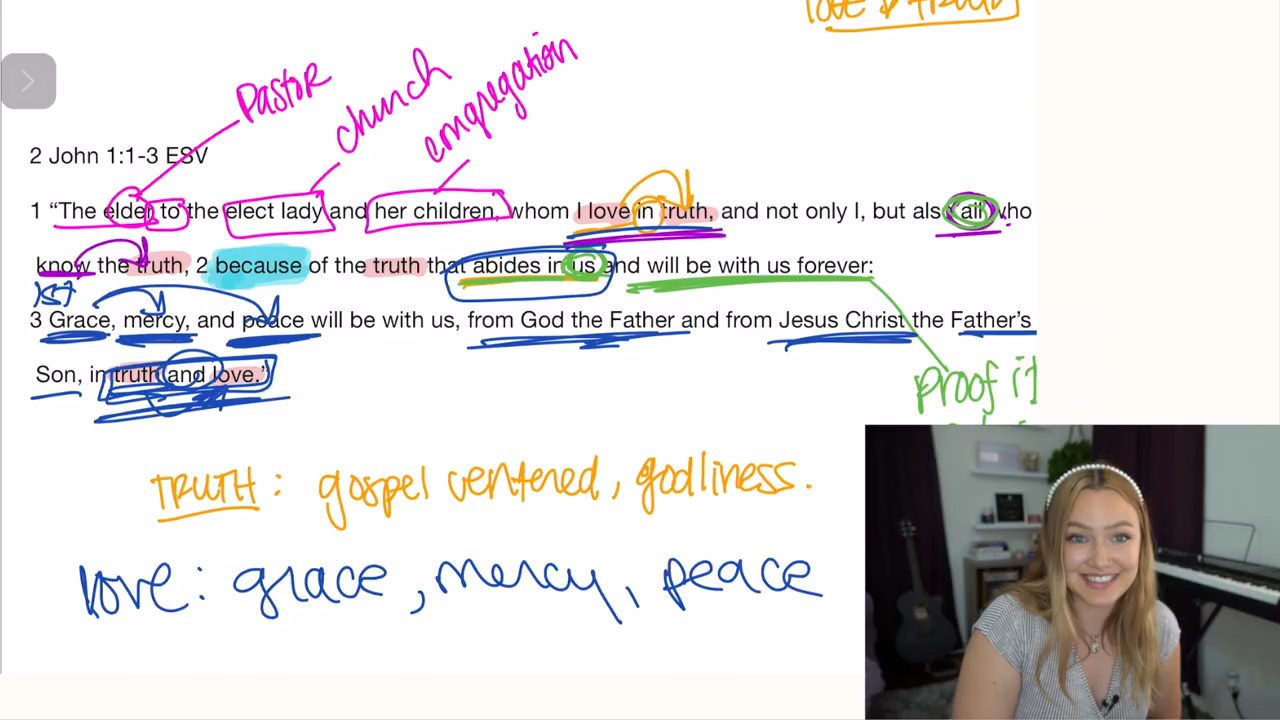 love & truth
Pastor
church
congregation
2 John 1:1-3 ESV
1 “The elder to the elect lady and her children, whom I love in truth, and not only I, but also all who
know the truth, 2 because of the truth that abides in us and will be with us forever:
1st
3 Grace, mercy, and peace will be with us, from God the Father and from Jesus Christ the Father’s
Son, in truth and love.”
proof it
TRUTH: gospel centered, godliness.
love: grace, mercy, peace